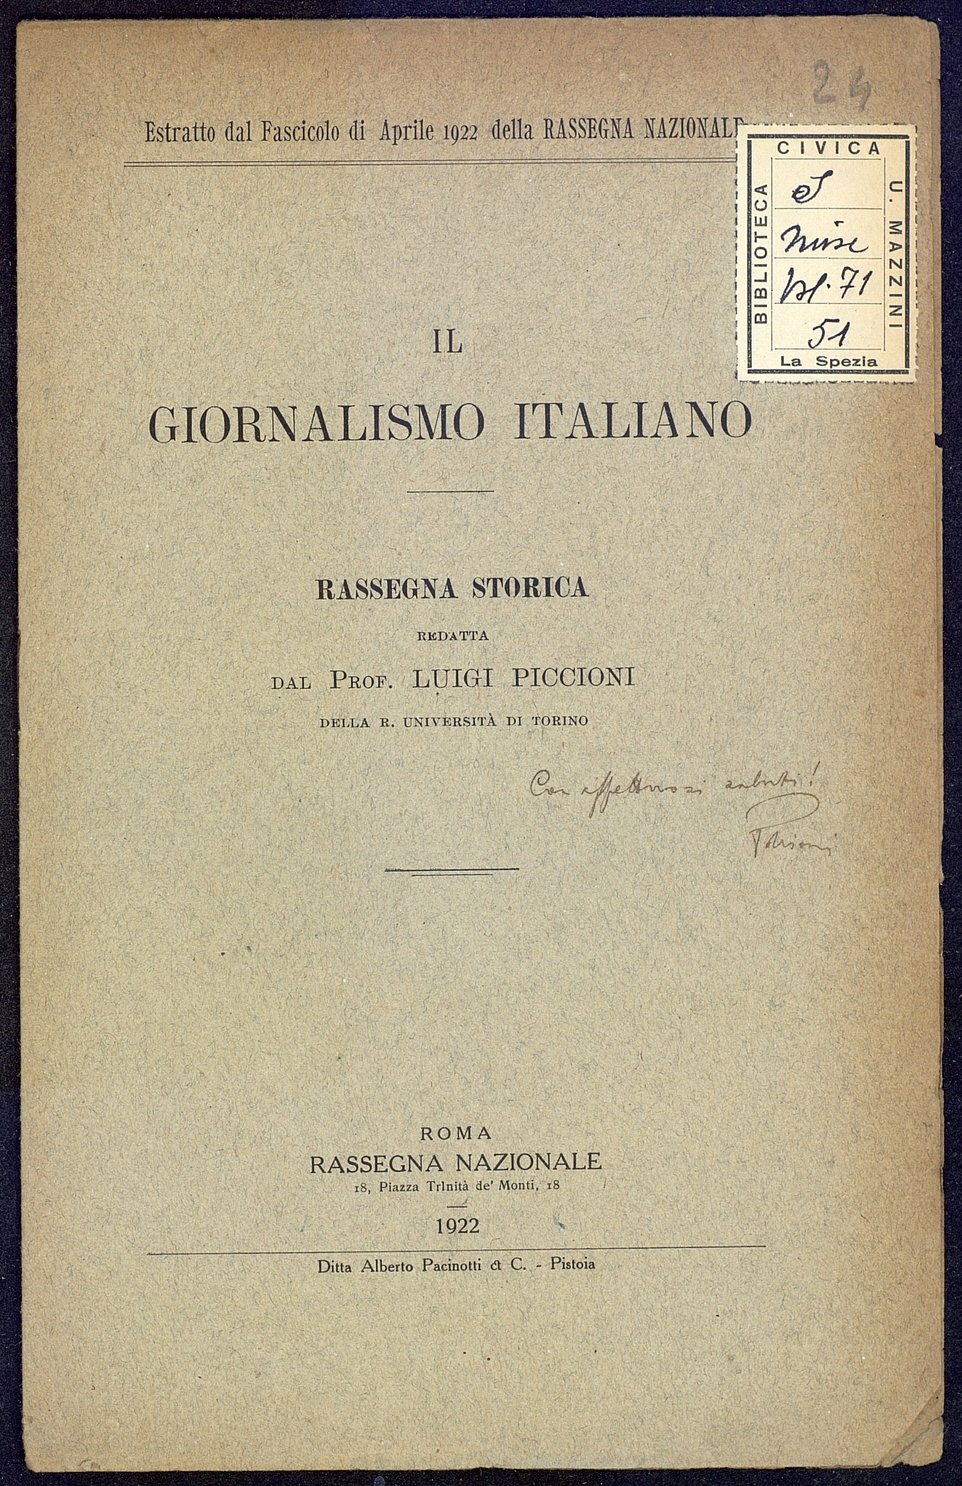 24
Estratto dal Fascicolo di Aprile 1922 della RASSEGNA NAZIONALE
CIVICA
BIBLIOTECA
U. MAZZINI
71
51
La Spezia
IL
GIORNALISMO ITALIANO
RASSEGNA STORICA
REDATTA
DAL PROF. LUIGI PICCIONI
DELLA R. UNIVERSITÀ DI TORINO
Con affettuosi saluti!
ROMA
RASSEGNA NAZIONALE
18, Piazza TrInità de' Monti, 18
1922
Ditta Alberto Pacinotti & C. - Pistoia